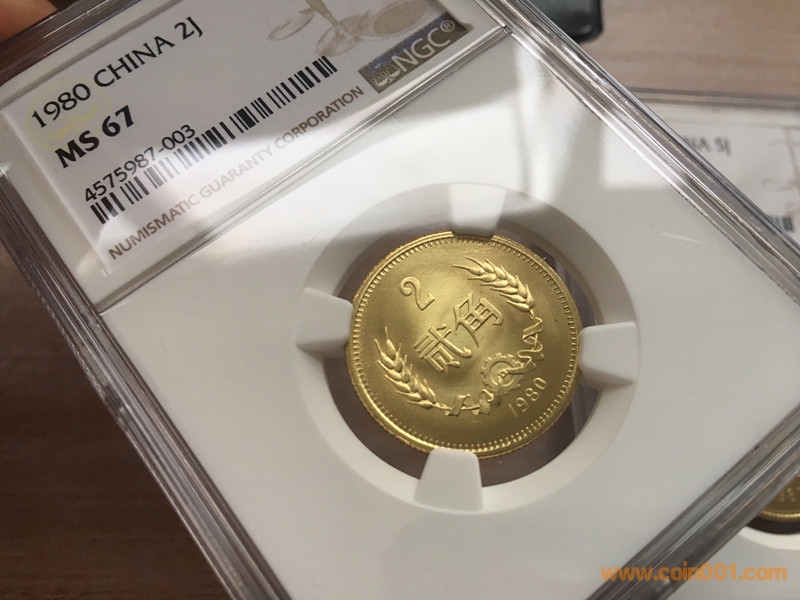 1980 CHINA 2J
MS 67
4575987-003
NUMISMATIC GUARANTY CORPORATION
NGC®
NA 5J
2
贰角
1980
www.coin001.com